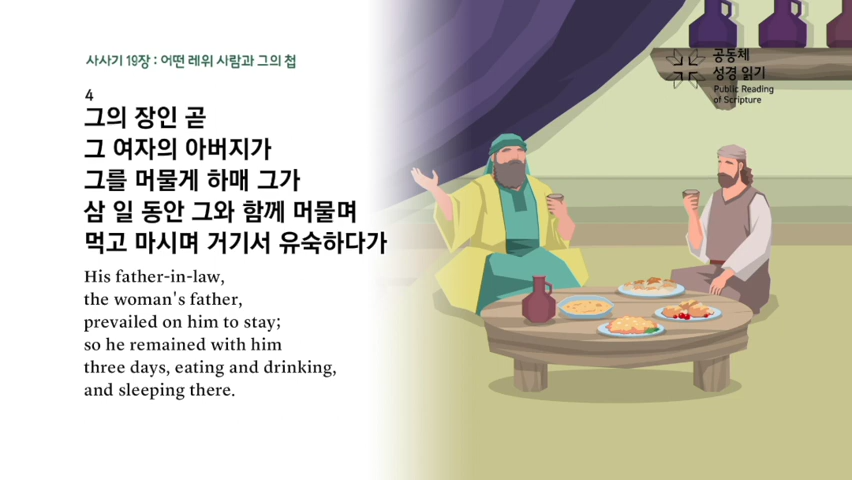 사사기 19장 : 어떤 레위 사람과 그의 첩
4
그의 장인 곧
그 여자의 아버지가
그를 머물게 하매 그가
삼 일 동안 그와 함께 머물며
먹고 마시며 거기서 유숙하다가
His father-in-law,
the woman's father,
prevailed on him to stay;
so he remained with him
three days, eating and drinking,
and sleeping there.
공동체
성경 읽기
Public Reading
of Scripture